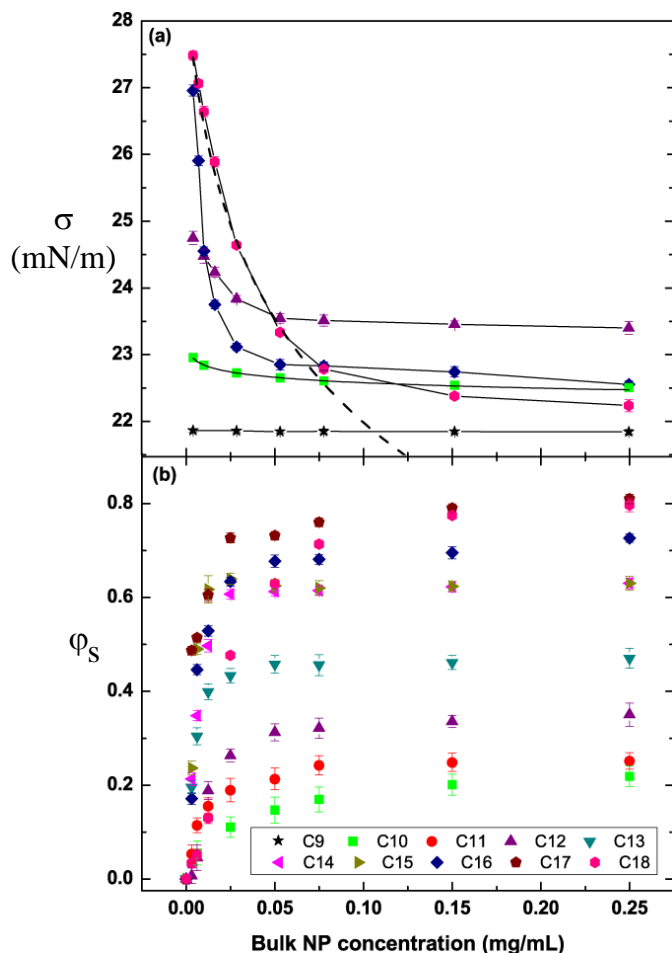 (a)
28
27
26
25
24
23
22
σ
(mN/m)
(b)
0.8
0.6
0.4
0.2
0.0
φS
C9 C10 C11 C12 C13
C14 C15 C16 C17 C18
0.00 0.05 0.10 0.15 0.20 0.25
Bulk NP concentration (mg/mL)